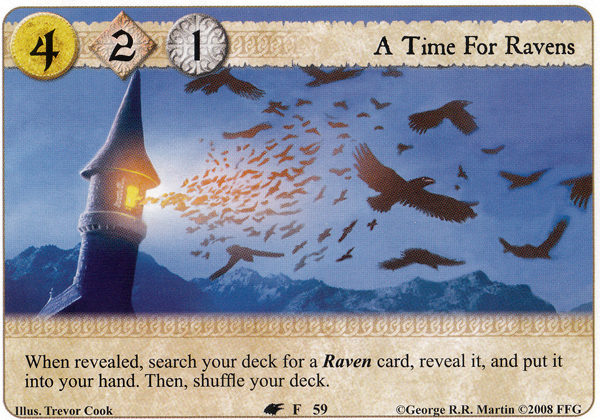 4 2 1 A Time For Ravens
When revealed, search your deck for a Raven card, reveal it, and put it
into your hand. Then, shuffle your deck.
Illus. Trevor Cook F 59 ©George R.R. Martin ©2008 FFG